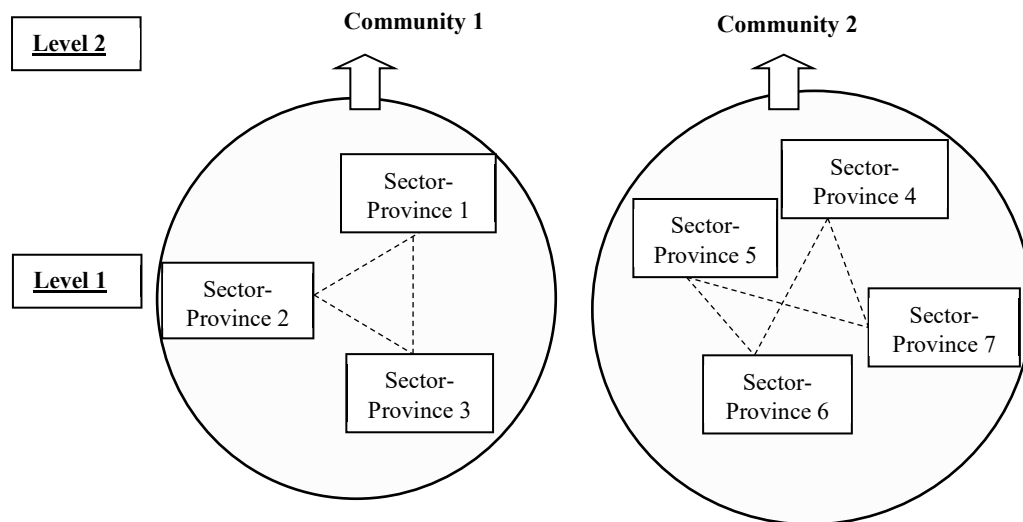 Level 2
Community 1
Community 2
Sector-
Province 1
Sector-
Province 4
Sector-
Province 5
Level 1
Sector-
Province 2
Sector-
Province 7
Sector-
Province 3
Sector-
Province 6